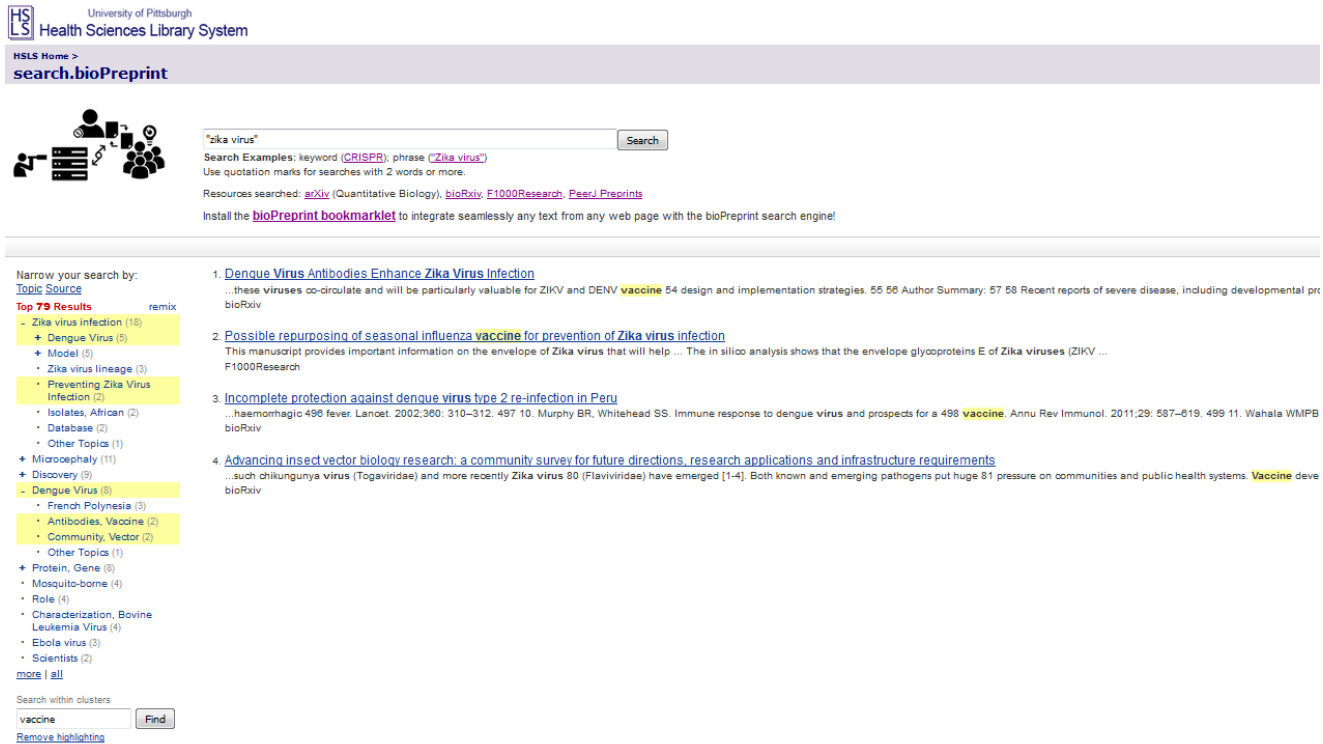 HS
LS
University of Pittsburgh
Health Sciences Library System
HSLS Home >
search.bioPreprint
"zika virus"
Search
Search Examples: keyword (CRISPR); phrase ("Zika virus")
Use quotation marks for searches with 2 words or more.
Resources searched: arXiv (Quantitative Biology), bioRxiv, F1000Research, PeerJ Preprints
Install the bioPreprint bookmarklet to integrate seamlessly any text from any web page with the bioPreprint search engine!
Narrow your search by:
Topic Source
Top 79 Results remix
- Zika virus infection (18)
+ Dengue Virus (5)
+ Model (5)
• Zika virus lineage (3)
• Preventing Zika Virus
Infection (2)
• Isolates, African (2)
• Database (2)
• Other Topics (1)
+ Microcephaly (11)
+ Discovery (9)
- Dengue Virus (8)
• French Polynesia (3)
• Antibodies, Vaccine (2)
• Community, Vector (2)
• Other Topics (1)
+ Protein, Gene (8)
• Mosquito-borne (4)
• Role (4)
• Characterization, Bovine
Leukemia Virus (4)
• Ebola virus (3)
• Scientists (2)
more | all
Search within clusters
vaccine Find
Remove highlighting
1. Dengue Virus Antibodies Enhance Zika Virus Infection
...these viruses co-circulate and will be particularly valuable for ZIKV and DENV vaccine 54 design and implementation strategies. 55 56 Author Summary: 57 58 Recent reports of severe disease, including developmental pro
bioRxiv
2. Possible repurposing of seasonal influenza vaccine for prevention of Zika virus infection
This manuscript provides important information on the envelope of Zika virus that will help ... The in silico analysis shows that the envelope glycoproteins E of Zika viruses (ZIKV ...
F1000Research
3. Incomplete protection against dengue virus type 2 re-infection in Peru
...haemorrhagic 496 fever. Lancet. 2002;360: 310–312. 497 10. Murphy BR, Whitehead SS. Immune response to dengue virus and prospects for a 498 vaccine. Annu Rev Immunol. 2011;29: 587–619. 499 11. Wahala WMPB
bioRxiv
4. Advancing insect vector biology research: a community survey for future directions, research applications and infrastructure requirements
...such chikungunya virus (Togaviridae) and more recently Zika virus 80 (Flaviviridae) have emerged [1-4]. Both known and emerging pathogens put huge 81 pressure on communities and public health systems. Vaccine deve
bioRxiv